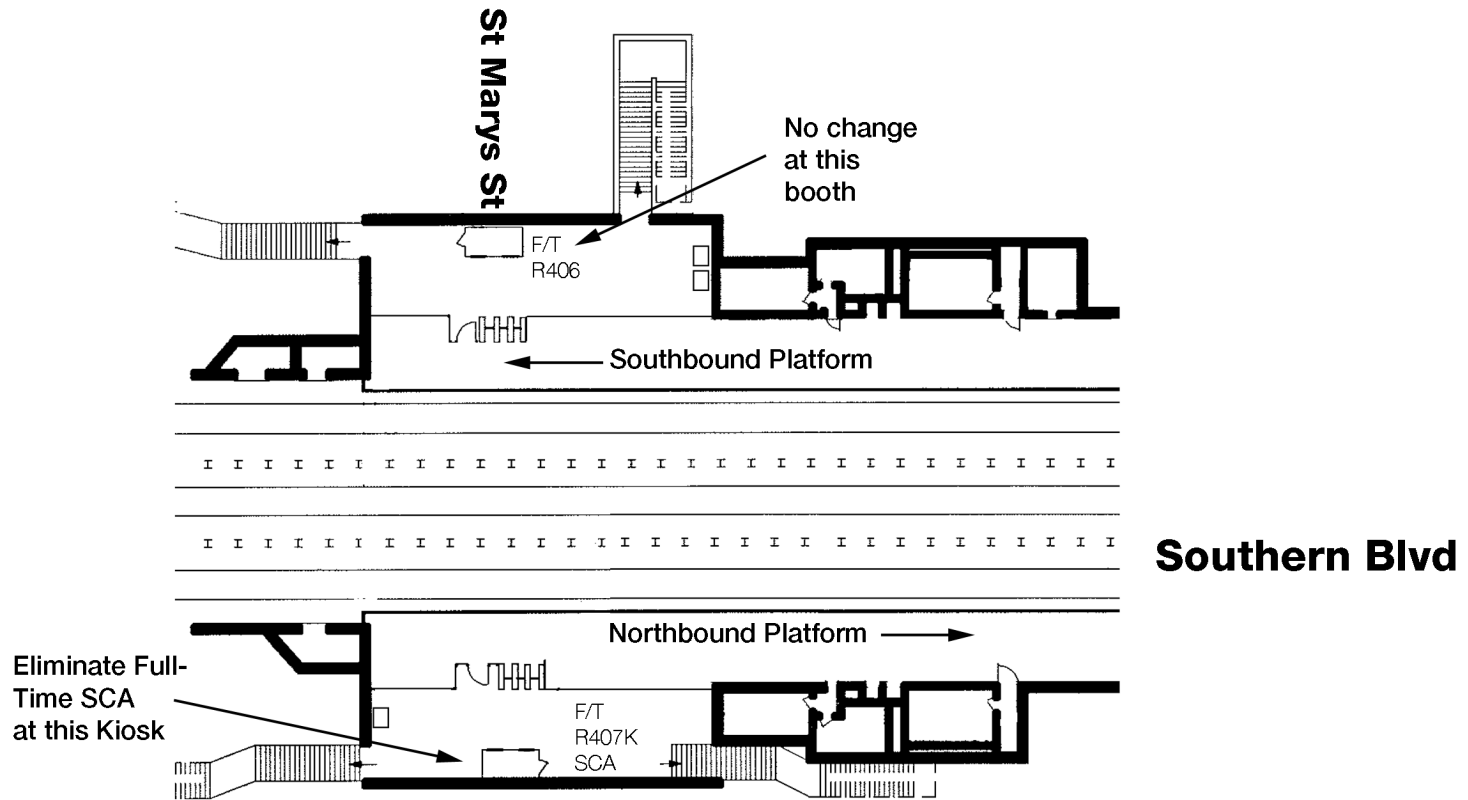 St Marys St
No change
at this
booth
F/T
R406
Southbound Platform
Southern Blvd
Northbound Platform
Eliminate Full-
Time SCA
at this Kiosk
F/T
R407K
SCA